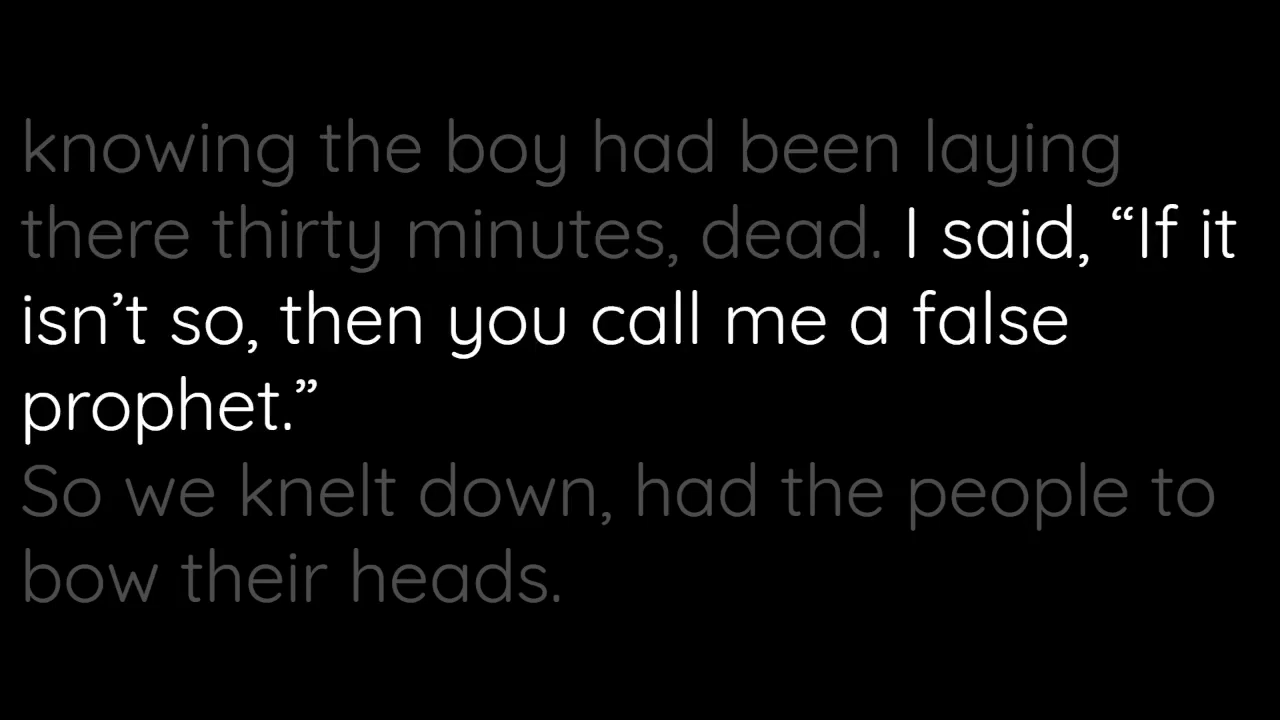 knowing the boy had been laying
there thirty minutes, dead. I said, “If it
isn’t so, then you call me a false
prophet.”
So we knelt down, had the people to
bow their heads.